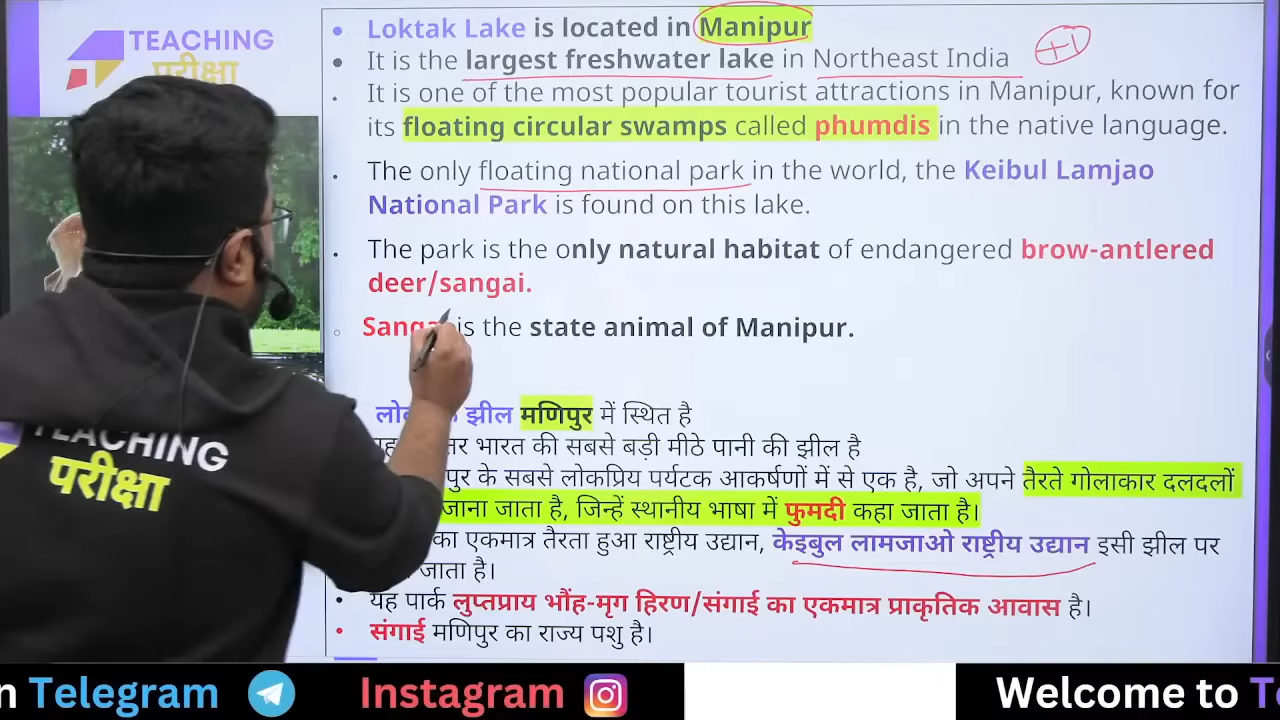 TEACHING
परीक्षा
Loktak Lake is located in Manipur
It is the largest freshwater lake in Northeast India
+1
It is one of the most popular tourist attractions in Manipur, known for
its floating circular swamps called phumdis in the native language.
The only floating national park in the world, the Keibul Lamjao
National Park is found on this lake.
The park is the only natural habitat of endangered brow-antlered
deer/sangai.
is the state animal of Manipur.
झील मणिपुर में स्थित है
भारत की सबसे बड़ी मीठे पानी की झील है
के सबसे लोकप्रिय पर्यटक आकर्षणों में से एक है, जो अपने तैरते गोलाकार दलदलों
जाना जाता है, जिन्हें स्थानीय भाषा में फुमदी कहा जाता है।
का एकमात्र तैरता हुआ राष्ट्रीय उद्यान, केइबुल लामजाओ राष्ट्रीय उद्यान इसी झील पर
जाता है।
यह पार्क लुप्तप्राय भौंह-मृग हिरण/संगाई का एकमात्र प्राकृतिक आवास है।
संगाई मणिपुर का राज्य पशु है।
TEACHING
परीक्षा
n Telegram Instagram Welcome to